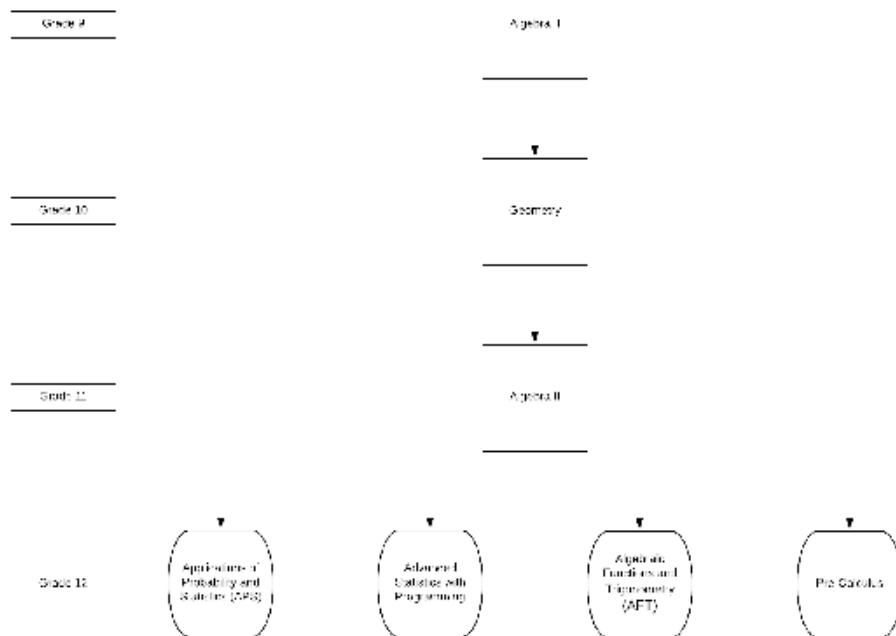 Grade 9
Algebra I
Grade 10
Geometry
Grade 11
Algebra II
Grade 12
Applications of
Probability and
Statistics (APS)
Advanced
Statistics with
Programming
Algebraic
Functions and
Trigonometry
(AFT)
Pre-Calculus